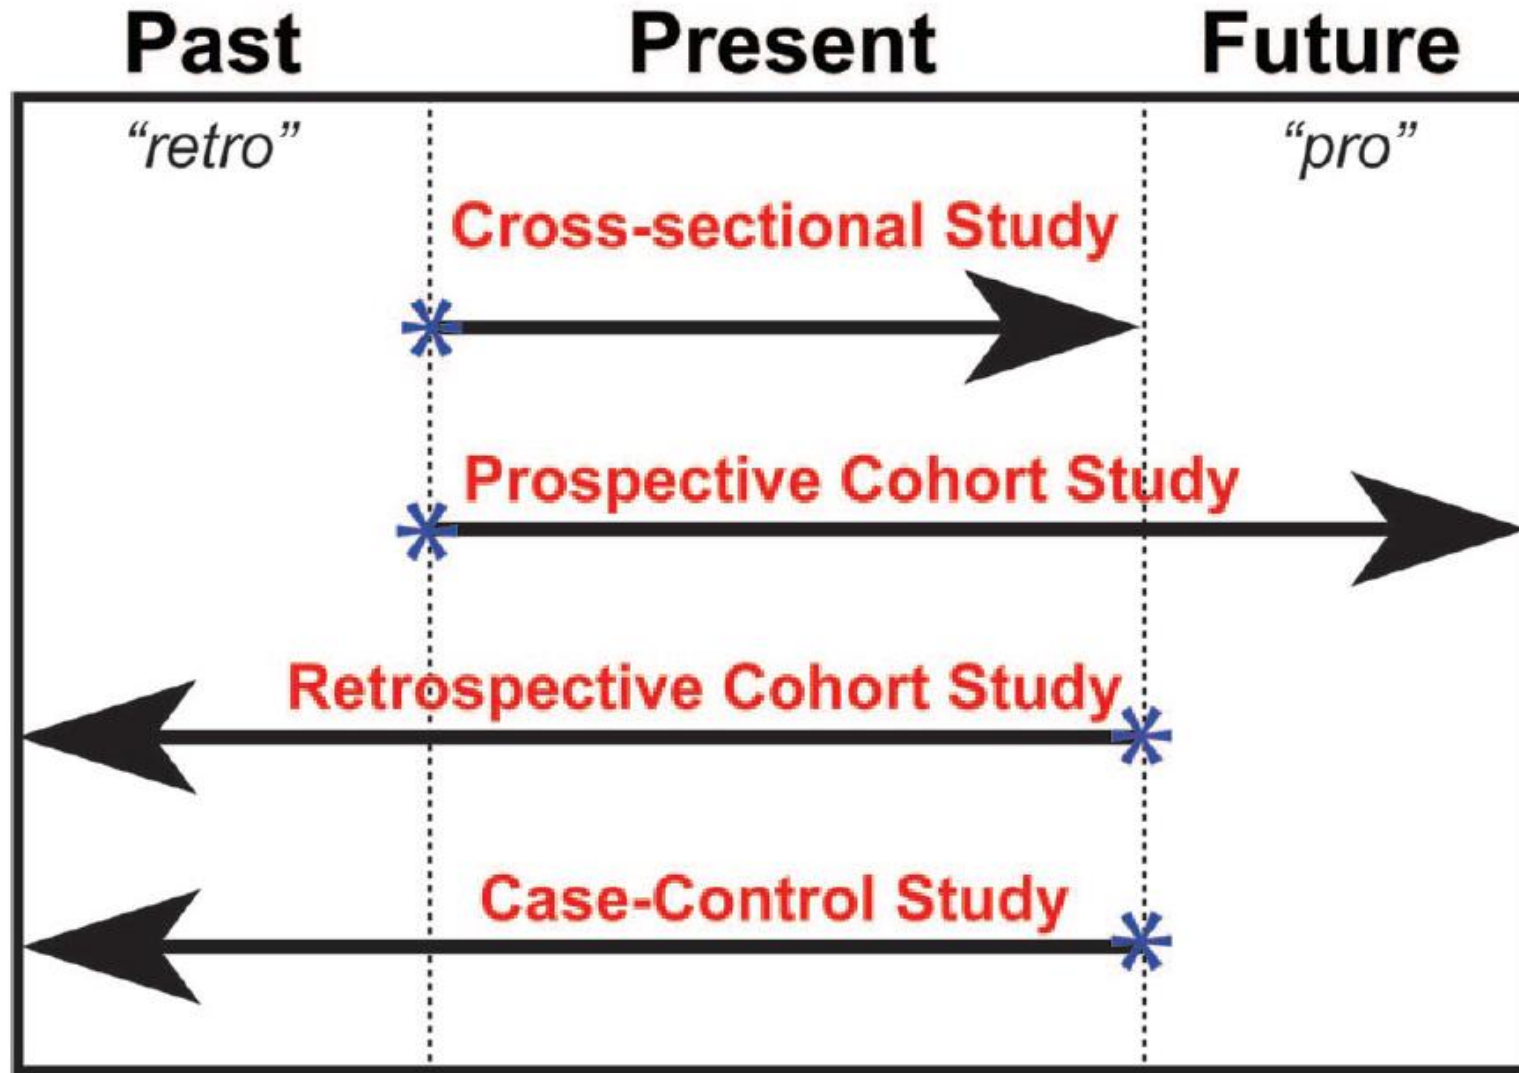 Past Present Future
“retro” “pro”
Cross-sectional Study
Prospective Cohort Study
Retrospective Cohort Study
Case-Control Study